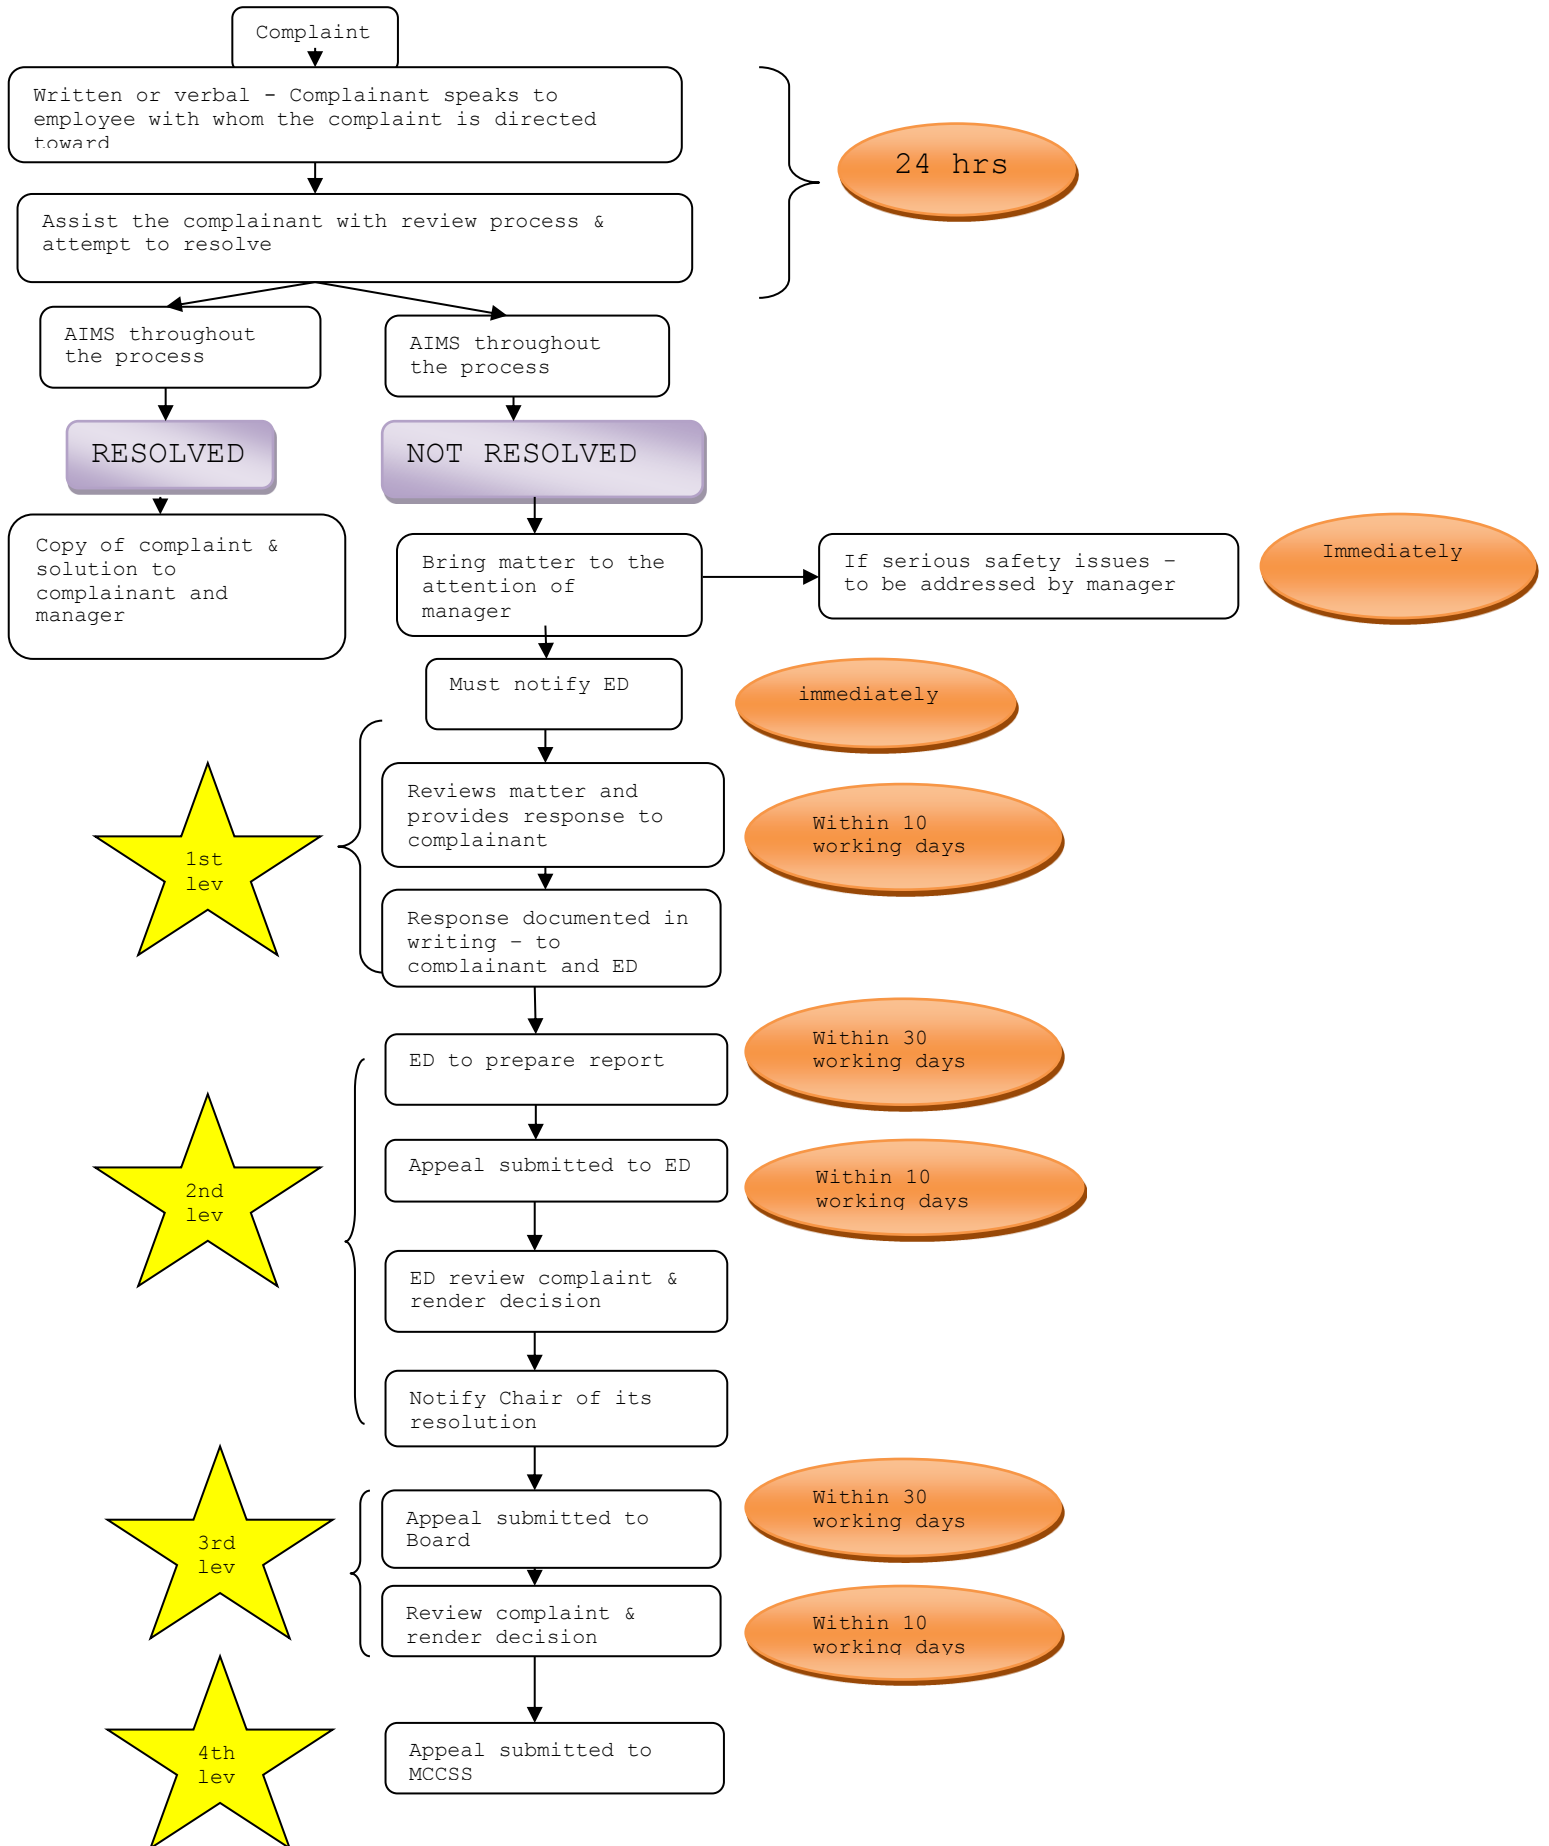 Complaint
Written or verbal - Complainant speaks to
employee with whom the complaint is directed
toward
24 hrs
Assist the complainant with review process &
attempt to resolve
AIMS throughout
the process
AIMS throughout
the process
RESOLVED
NOT RESOLVED
Copy of complaint &
solution to
complainant and
manager
Bring matter to the
attention of
manager
If serious safety issues –
to be addressed by manager
Immediately
Must notify ED
immediately
1st
lev
Reviews matter and
provides response to
complainant
Within 10
working days
Response documented in
writing – to
complainant and ED
ED to prepare report
Within 30
working days
2nd
lev
Appeal submitted to ED
Within 10
working days
ED review complaint &
render decision
Notify Chair of its
resolution
3rd
lev
Appeal submitted to
Board
Within 30
working days
Review complaint &
render decision
Within 10
working days
4th
lev
Appeal submitted to
MCCSS